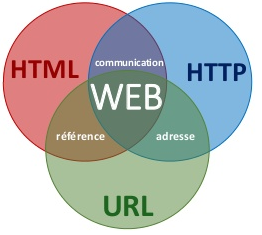 communication
HTML
HTTP
WEB
référence
adresse
URL